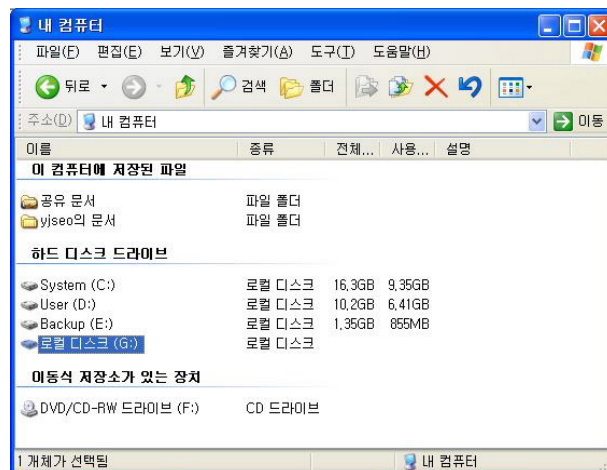 내 컴퓨터
파일(F) 편집(E) 보기(V) 즐겨찾기(A) 도구(T) 도움말(H)
뒤로 검색 폴더
주소(D) 내 컴퓨터 이동
이름 종류 전체... 사용... 설명
이 컴퓨터에 저장된 파일
공유 문서 파일 폴더
yjseo의 문서 파일 폴더
하드 디스크 드라이브
System (C:) 로컬 디스크 16,3GB 9,35GB
User (D:) 로컬 디스크 10,2GB 6,41GB
Backup (E:) 로컬 디스크 1,35GB 855MB
로컬 디스크 (G:) 로컬 디스크
이동식 저장소가 있는 장치
DVD/CD-RW 드라이브 (F:) CD 드라이브
1 개체가 선택됨 내 컴퓨터